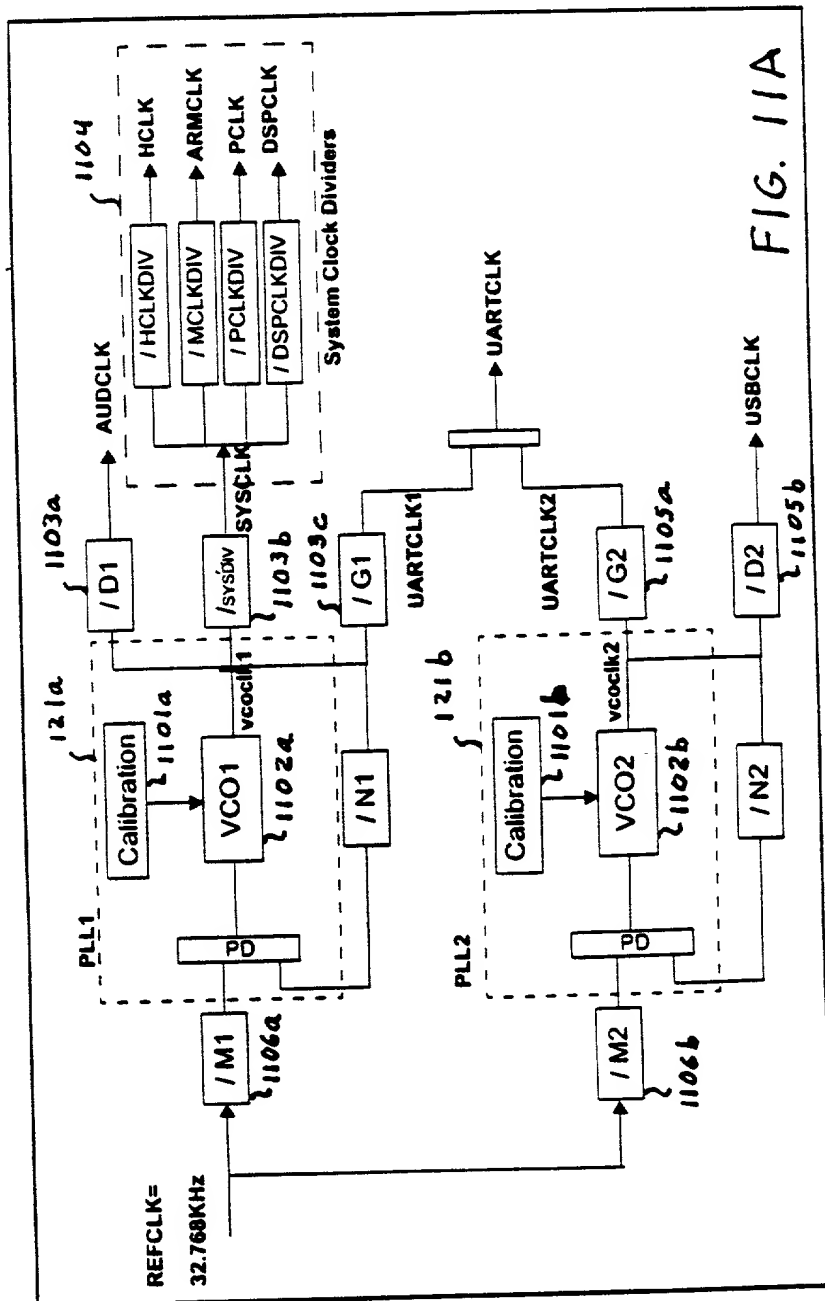 1104
HCLK
ARMCLK
PCLK
DSPCLK
/HCLKDIV
/MCLKDIV
/PCLKDIV
/DSPCLKDIV
System Clock Dividers
AUDCLK
1103a
/D1
SYSCLK
/SYSDIV
1103b
1103c
/G1
UARTCLK1
UARTCLK
121a
Calibration
1101a
VCO1
vcoclk1
1102a
/N1
PLL1
PD
/M1
1106a
REFCLK=
32.768KHz
UARTCLK2
/G2
1105a
USBCLK
/D2
1105b
121b
Calibration
1101b
VCO2
vcoclk2
1102b
/N2
PLL2
PD
/M2
1106b
FIG. 11A